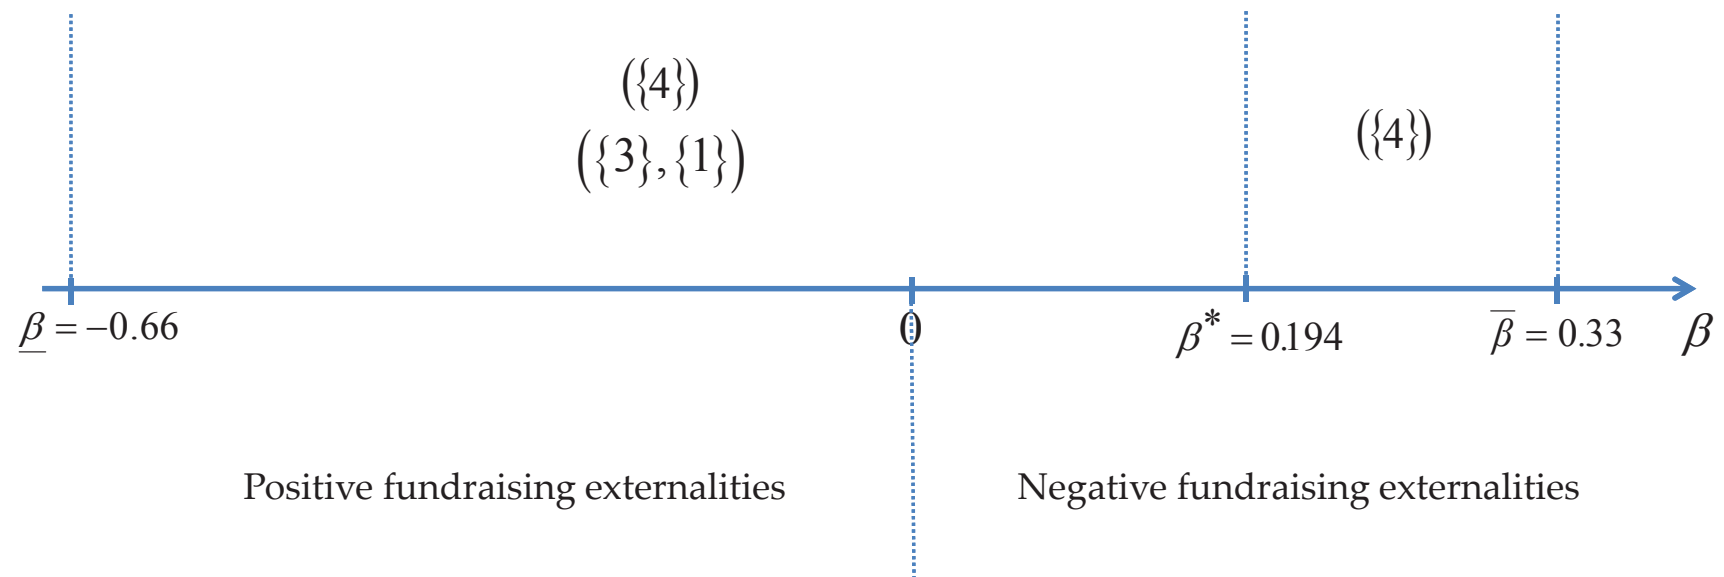 ({4})
({3},{1})
({4})
β̲ = −0.66
0
β* = 0.194
β̅ = 0.33
β
Positive fundraising externalities
Negative fundraising externalities